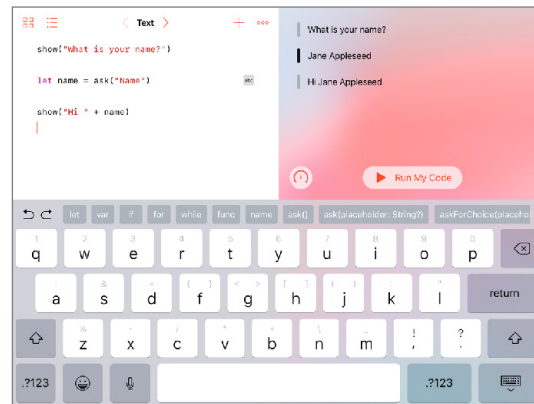 Text
show("What is your name?")
let name = ask("Name")
abc
show("Hi " + name)
What is your name?
Jane Appleseed
Hi Jane Appleseed
Run My Code
let var if for while func name ask() ask(placeholder: String?) askForChoice(placehol
1 2 3 4 5 6 7 8 9 0
q w e r t y u i o p
a s d f g h j k l return
z x c v b n m ! , ? .
.?123 .?123